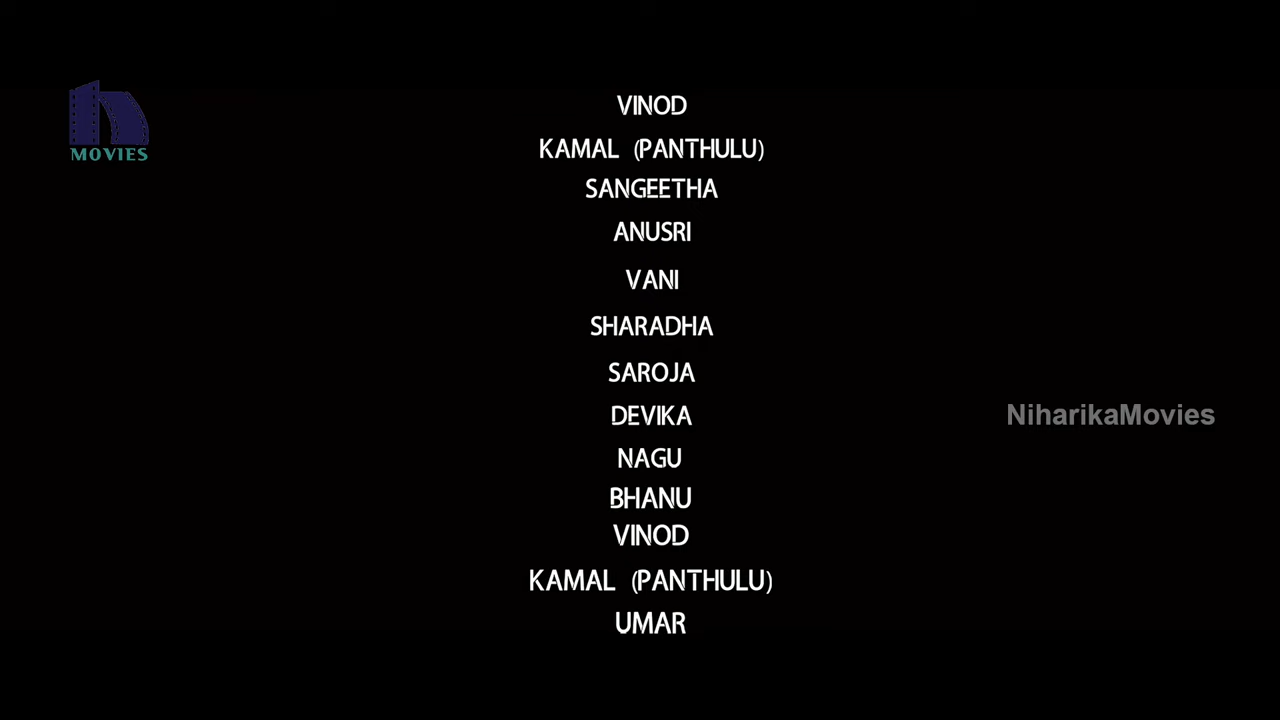 VINOD
KAMAL (PANTHULU)
SANGEETHA
ANUSRI
VANI
SHARADHA
SAROJA
DEVIKA
NAGU
BHANU
VINOD
KAMAL (PANTHULU)
UMAR
MOVIES
NiharikaMovies